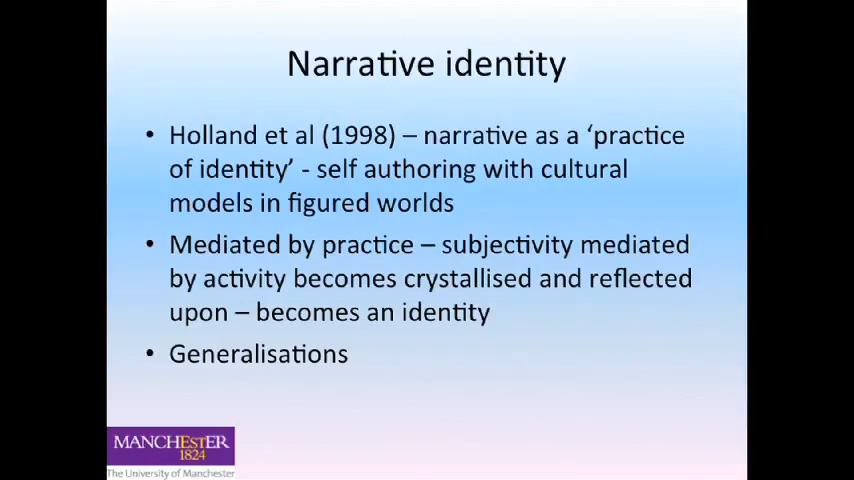 Narrative identity
• Holland et al (1998) – narrative as a ‘practice
of identity’ - self authoring with cultural
models in figured worlds
• Mediated by practice – subjectivity mediated
by activity becomes crystallised and reflected
upon – becomes an identity
• Generalisations
MANCHESTER
1824
The University of Manchester